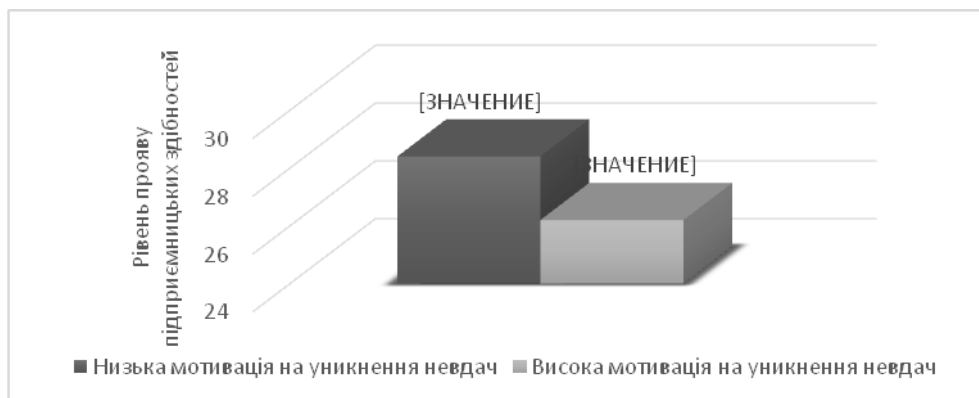 Рівень прояву
підприємницьких здібностей
30
28
26
24
[ЗНАЧЕНИЕ]
ЗНАЧЕНИЕ]
Низька мотивація на уникнення невдач
Висока мотивація на уникнення невдач